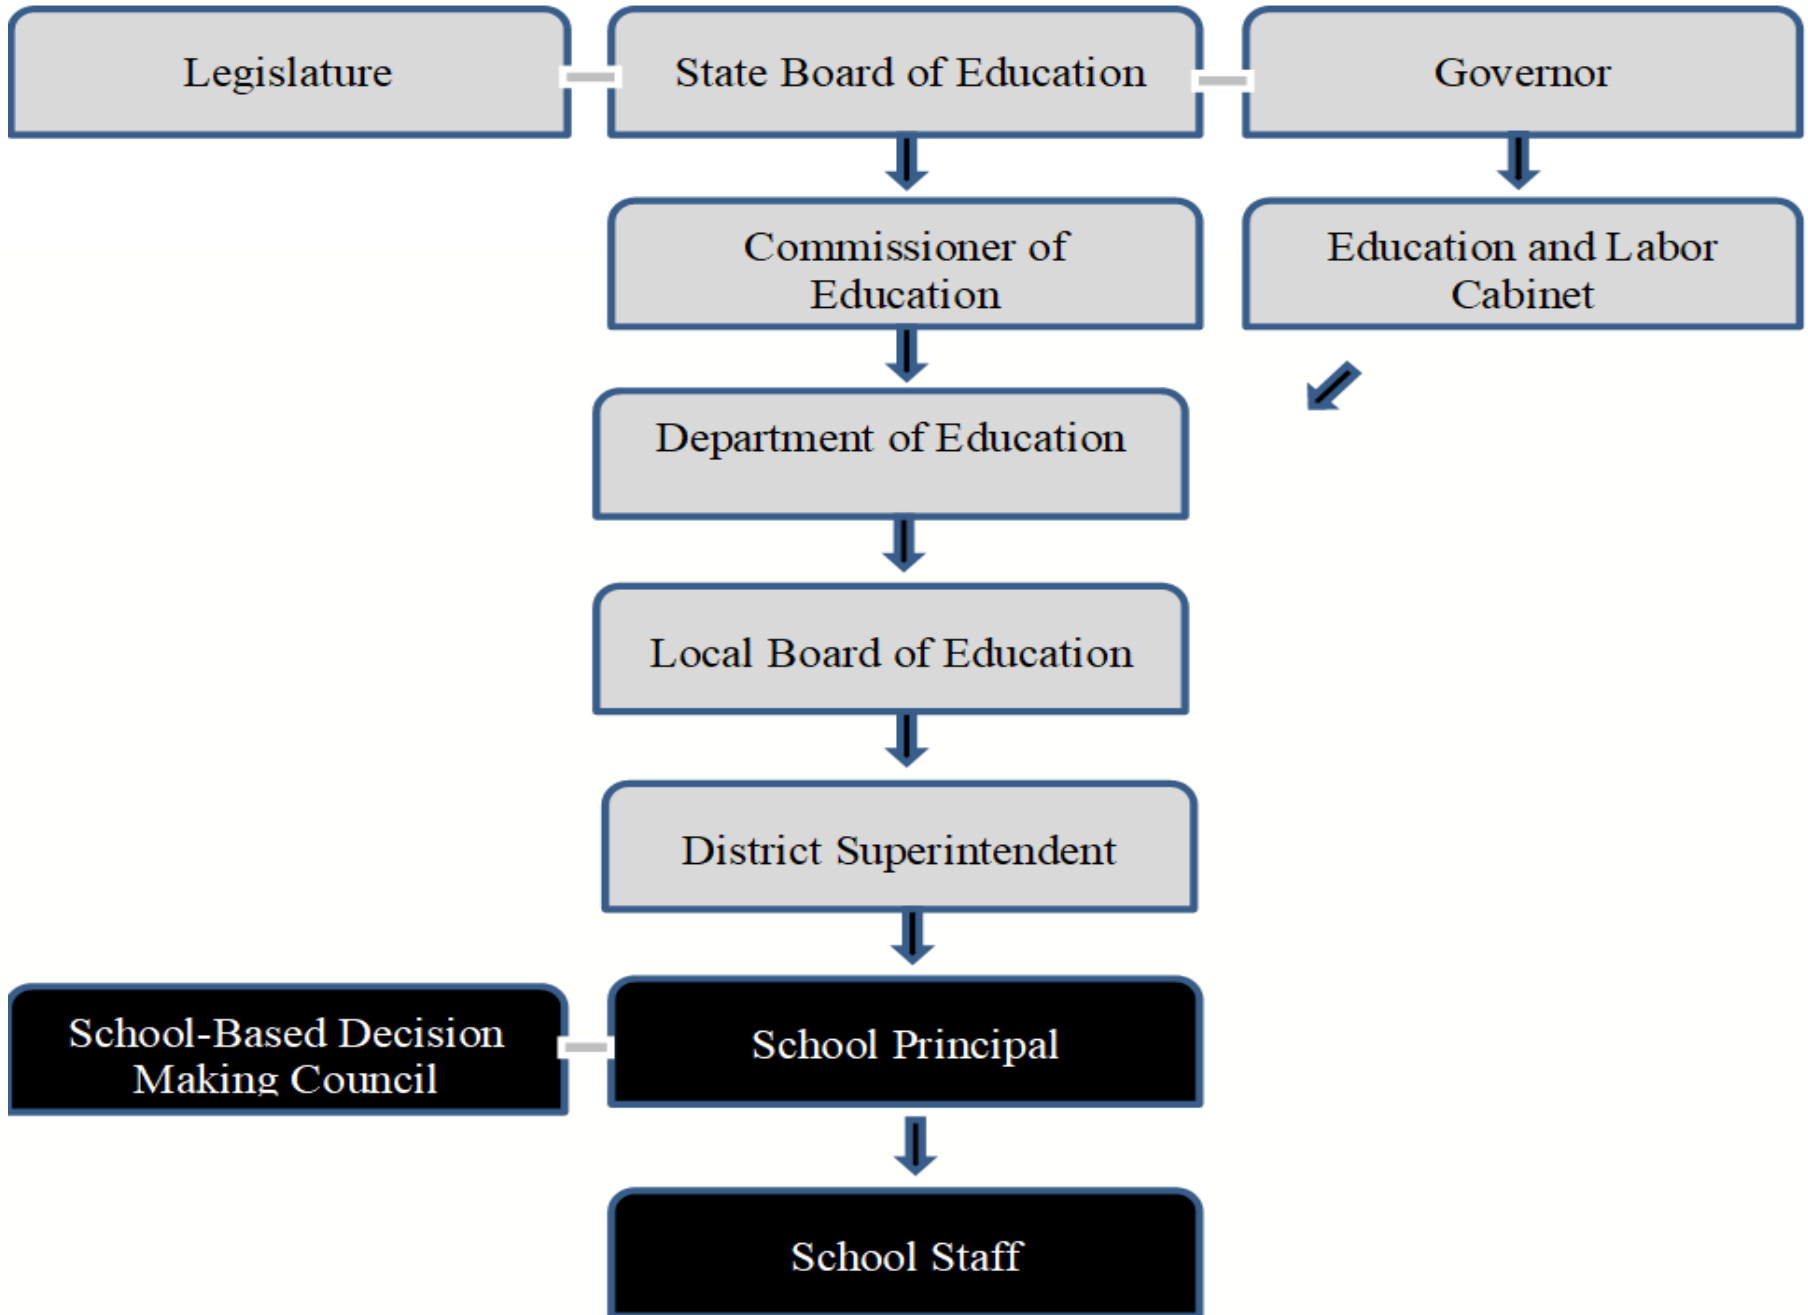 Legislature
State Board of Education
Governor
Commissioner of
Education
Education and Labor
Cabinet
Department of Education
Local Board of Education
District Superintendent
School-Based Decision
Making Council
School Principal
School Staff